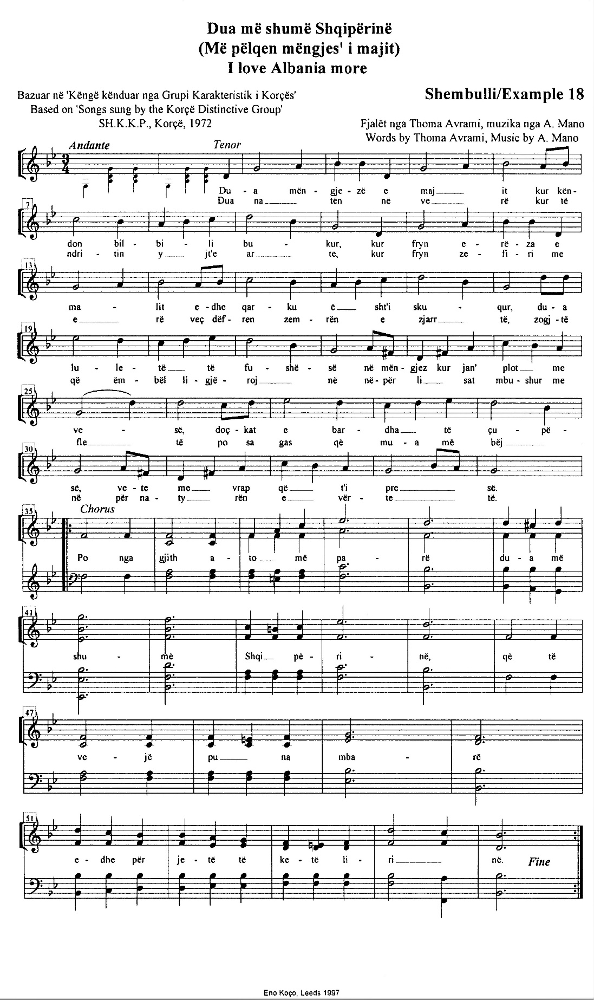 Dua më shumë Shqipërinë
(Më pëlqen mëngjes' i majit)
I love Albania more
Shembulli/Example 18
Bazuar në 'Këngë kënduar nga Grupi Karakteristik i Korçës'
Based on 'Songs sung by the Korçë Distinctive Group'
SH.K.K.P., Korçë, 1972
Fjalët nga Thoma Avrami, muzika nga A. Mano
Words by Thoma Avrami, Music by A. Mano
Andante Tenor
3
4
Du - a mën - gje - zë e maj it kur kën-
Dua na tën në ve rë kur të
7
don bil - bi - li bu - kur, kur fryn e - rë - za e
ndri - tin y jt'e ar të, kur fryn ze - fi - ri me
13
ma - lit e - dhe qar - ku ë sht'i sku - qur, du - a
e rë veç dëf - ren zem - rën e zjarr të, zogj - të
19
lu - le - të të fu - shë - së në mën - gjez kur jan' plot me
që ëm - bël li - gjë - roj në në - për li sat mbu - shur me
25
ve - së, doç - kat e bar - dha të çu - pë -
fle të po sa gas që mu - a më bëj
30
së, ve - te me vrap që t'i pre së.
në për na - ty rën e vër - te të.
35
Chorus
Po nga gjith a - to më pa - rë du - a më
41
shu - më Shqi pë - ri - në, që të
47
ve - jë pu na mba - rë
51
e - dhe për je - të të ke - të li - ri në. Fine
Eno Koço, Leeds 1997